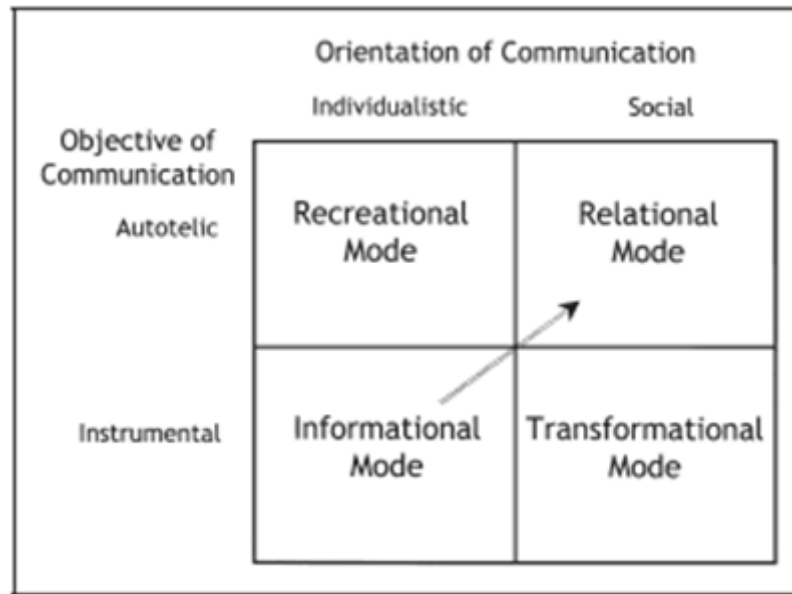 Orientation of Communication
Individualistic Social
Objective of
Communication
Autotelic
Recreational
Mode
Relational
Mode
Instrumental
Informational
Mode
Transformational
Mode